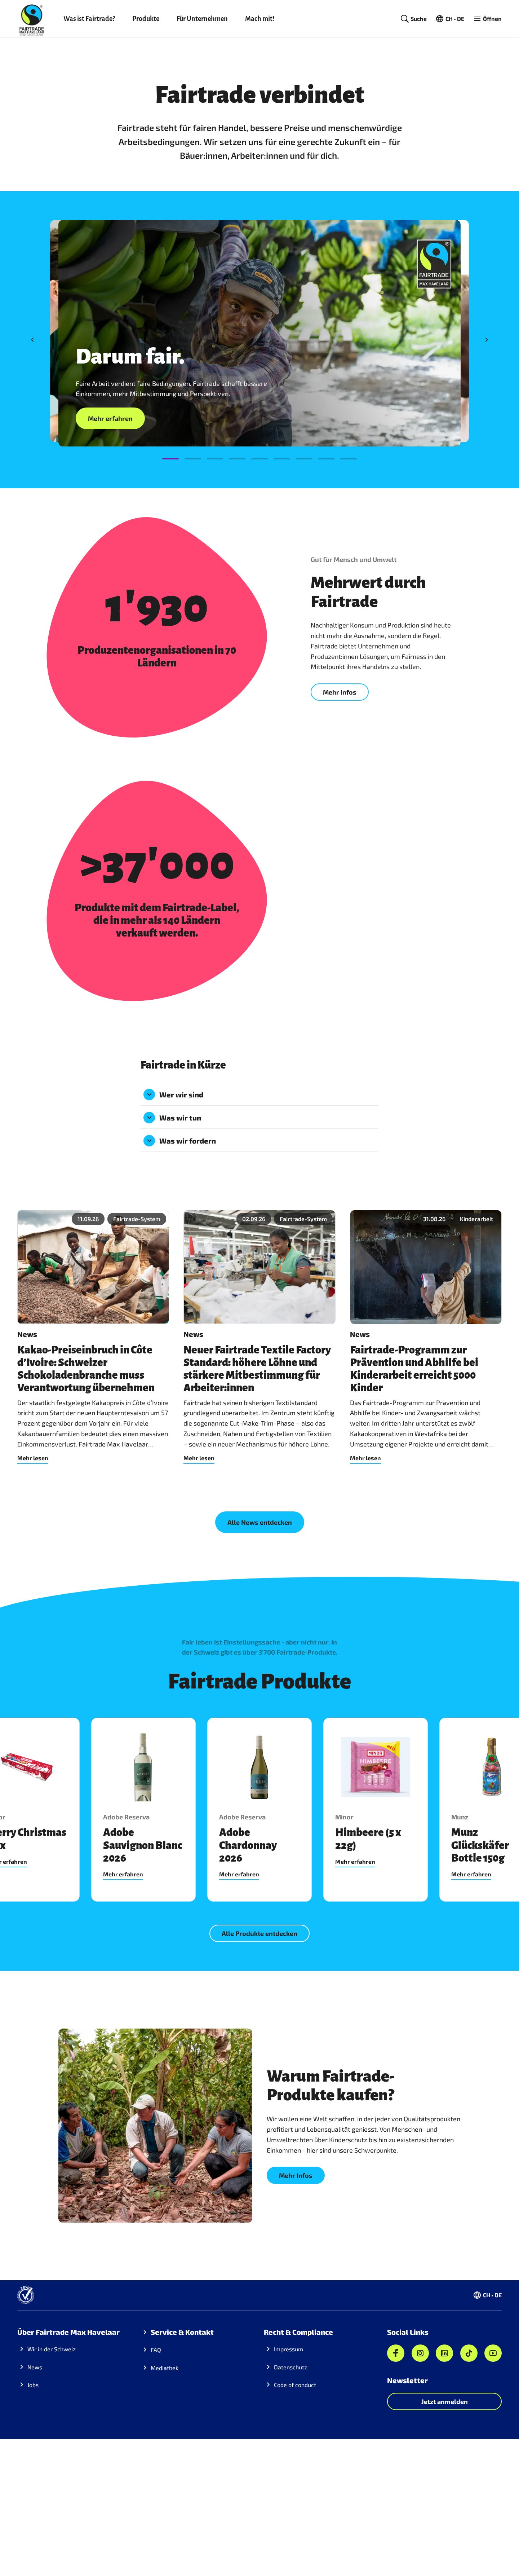 FAIRTRADE
MAX HAVELAAR
Was ist Fairtrade?
Produkte
Für Unternehmen
Mach mit!
Suche
CH - DE
Öffnen
Fairtrade verbindet
Fairtrade steht für fairen Handel, bessere Preise und menschenwürdige
Arbeitsbedingungen. Wir setzen uns für eine gerechte Zukunft ein – für
Bäuer:innen, Arbeiter:innen und für dich.
FAIRTRADE
MAX HAVELAAR
Darum fair.
Faire Arbeit verdient faire Bedingungen. Fairtrade schafft bessere
Einkommen, mehr Mitbestimmung und Perspektiven.
Mehr erfahren
1'930
Produzentenorganisationen in 70
Ländern
Gut für Mensch und Umwelt
Mehrwert durch
Fairtrade
Nachhaltiger Konsum und Produktion sind heute
nicht mehr die Ausnahme, sondern die Regel.
Fairtrade bietet Unternehmen und
Produzent:innen Lösungen, um Fairness in den
Mittelpunkt ihres Handelns zu stellen.
Mehr Infos
>37'000
Produkte mit dem Fairtrade-Label,
die in mehr als 140 Ländern
verkauft werden.
Fairtrade in Kürze
Wer wir sind
Was wir tun
Was wir fordern
11.09.26
Fairtrade-System
News
Kakao-Preiseinbruch in Côte
d'Ivoire: Schweizer
Schokoladenbranche muss
Verantwortung übernehmen
Der staatlich festgelegte Kakaopreis in Côte d'Ivoire
bricht zum Start der neuen Haupterntesaison um 57
Prozent gegenüber dem Vorjahr ein. Für viele
Kakaobauernfamilien bedeutet dies einen massiven
Einkommensverlust. Fairtrade Max Havelaar…
Mehr lesen
02.09.26
Fairtrade-System
News
Neuer Fairtrade Textile Factory
Standard: höhere Löhne und
stärkere Mitbestimmung für
Arbeiter:innen
Fairtrade hat seinen bisherigen Textilstandard
grundlegend überarbeitet. Im Zentrum steht künftig
die sogenannte Cut-Make-Trim-Phase – also das
Zuschneiden, Nähen und Fertigstellen von Textilien
– sowie ein neuer Mechanismus für höhere Löhne.
Mehr lesen
31.08.26
Kinderarbeit
News
Fairtrade-Programm zur
Prävention und Abhilfe bei
Kinderarbeit erreicht 5000
Kinder
Das Fairtrade-Programm zur Prävention und
Abhilfe bei Kinder- und Zwangsarbeit wächst
weiter: Im dritten Jahr unterstützt es zwölf
Kakaokooperativen in Westafrika bei der
Umsetzung eigener Projekte und erreicht damit…
Mehr lesen
Alle News entdecken
Fair leben ist Einstellungssache - aber nicht nur. In
der Schweiz gibt es über 3'700 Fairtrade-Produkte.
Fairtrade Produkte
or
erry Christmas
x
r erfahren
Adobe Reserva
Adobe
Sauvignon Blanc
2026
Mehr erfahren
Adobe Reserva
Adobe
Chardonnay
2026
Mehr erfahren
HIMBEERE
Minor
Himbeere (5 x
22g)
Mehr erfahren
Munz
Munz
Glückskäfer
Bottle 150g
Mehr erfahren
Alle Produkte entdecken
Warum Fairtrade-
Produkte kaufen?
Wir wollen eine Welt schaffen, in der jeder von Qualitätsprodukten
profitiert und Lebensqualität geniesst. Von Menschen- und
Umweltrechten über Kinderschutz bis hin zu existenzsichernden
Einkommen - hier sind unsere Schwerpunkte.
Mehr Infos
CH - DE
Über Fairtrade Max Havelaar
Wir in der Schweiz
News
Jobs
Service & Kontakt
FAQ
Mediathek
Recht & Compliance
Impressum
Datenschutz
Code of conduct
Social Links
Newsletter
Jetzt anmelden